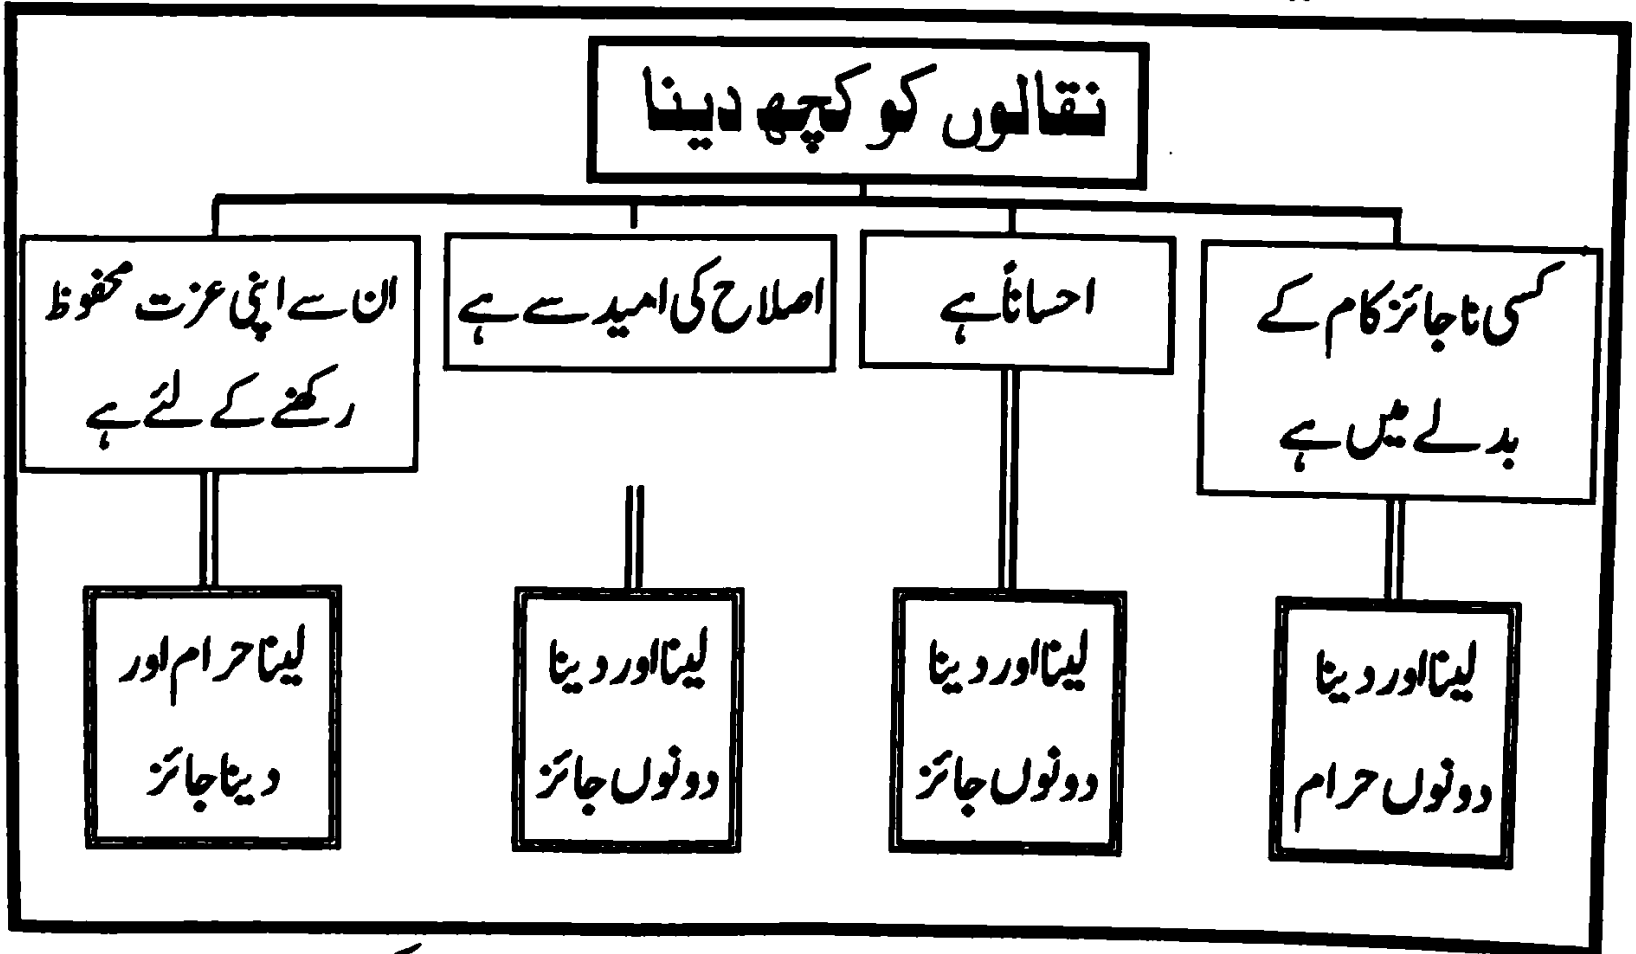 نقالوں کو کچھ دینا
کسی ناجائز کام کے
بدلے میں ہے
احساناً ہے
اصلاح کی امید سے ہے
ان سے اپنی عزت محفوظ
رکھنے کے لئے ہے
لینا اور دینا
دونوں حرام
لینا اور دینا
دونوں جائز
لینا اور دینا
دونوں جائز
لینا حرام اور
دینا جائز